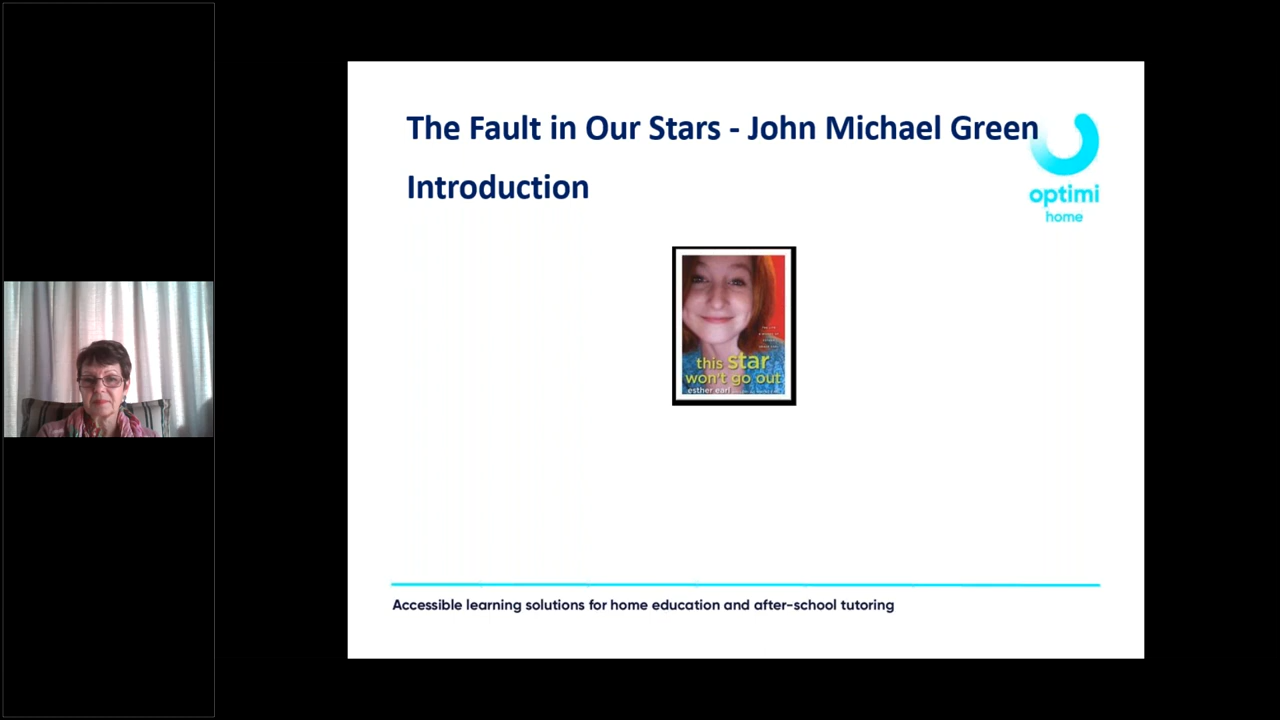 The Fault in Our Stars - John Michael Green
Introduction
optimi
home
this star
won't go out
esther earl
Accessible learning solutions for home education and after-school tutoring